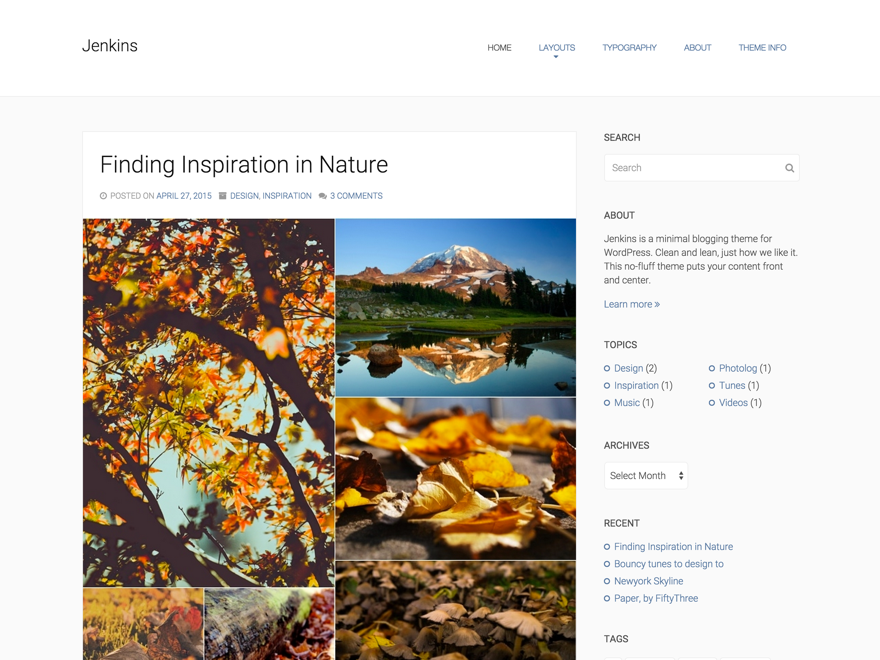 Jenkins
HOME LAYOUTS TYPOGRAPHY ABOUT THEME INFO
Finding Inspiration in Nature
POSTED ON APRIL 27, 2015 DESIGN, INSPIRATION 3 COMMENTS
SEARCH
Search
ABOUT
Jenkins is a minimal blogging theme for
WordPress. Clean and lean, just how we like it.
This no-fluff theme puts your content front
and center.
Learn more »
TOPICS
Design (2)
Inspiration (1)
Music (1)
Photolog (1)
Tunes (1)
Videos (1)
ARCHIVES
Select Month
RECENT
Finding Inspiration in Nature
Bouncy tunes to design to
Newyork Skyline
Paper, by FiftyThree
TAGS